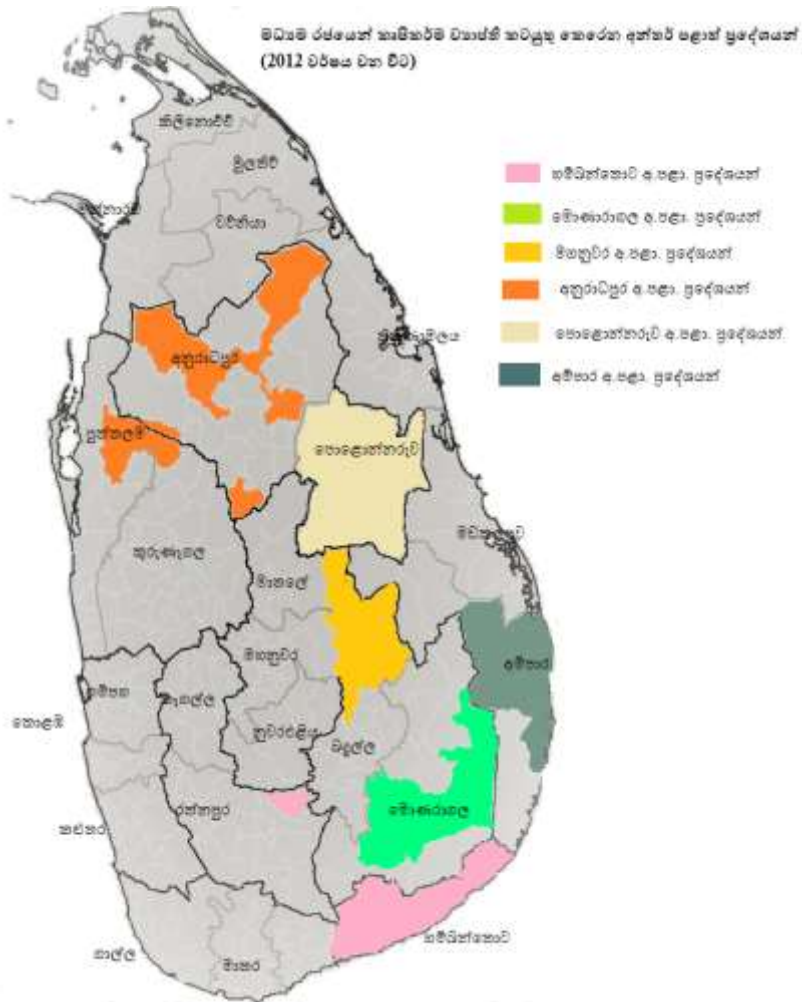 මධ්‍යම රජයෙන් කෘෂිකර්ම ව්‍යාප්ති කටයුතු කෙරෙන අන්තර් පළාත් ප්‍රදේශයන්
(2012 වර්ෂය වන විට)
කිලිනොච්චි
මුලතිව්
වව්නියා
හම්බන්තොට අ.පළා. ප්‍රදේශයන්
මොණරාගල අ.පළා. ප්‍රදේශයන්
මහනුවර අ.පළා. ප්‍රදේශයන්
අනුරාධපුර අ.පළා. ප්‍රදේශයන්
පොළොන්නරුව අ.පළා. ප්‍රදේශයන්
අම්පාර අ.පළා. ප්‍රදේශයන්
අනුරාධපුර
පුත්තලම
පොළොන්නරුව
කුරුණෑගල
මාතලේ
මහනුවර
අම්පාර
ගම්පහ
කෑගල්ල
කොළඹ
නුවරඑළිය
බදුල්ල
රත්නපුර
මොණරාගල
කළුතර
හම්බන්තොට
ගාල්ල
මාතර